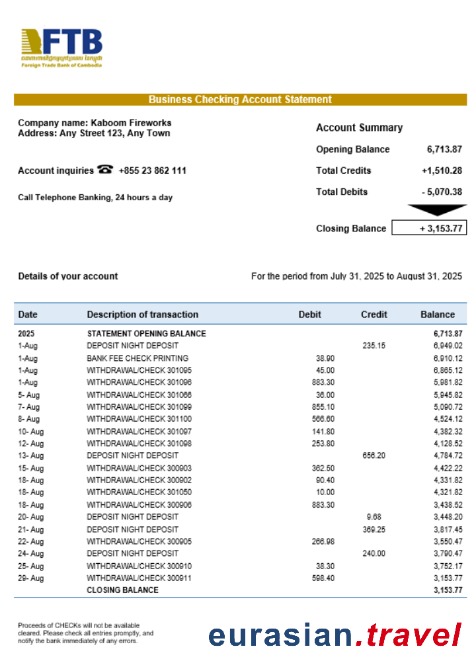 FTB
Foreign Trade Bank of Cambodia
Business Checking Account Statement
Company name: Kaboom Fireworks
Address: Any Street 123, Any Town
Account inquiries ☎ +855 23 862 111
Call Telephone Banking, 24 hours a day
Account Summary
Opening Balance 6,713.87
Total Credits +1,510.28
Total Debits - 5,070.38
Closing Balance + 3,153.77
Details of your account For the period from July 31, 2025 to August 31, 2025
Date Description of transaction Debit Credit Balance
2025 STATEMENT OPENING BALANCE 6,713.87
1-Aug DEPOSIT NIGHT DEPOSIT 235.15 6,949.02
1-Aug BANK FEE CHECK PRINTING 38.90 6,910.12
1-Aug WITHDRAWAL/CHECK 301095 45.00 6,865.12
1-Aug WITHDRAWAL/CHECK 301096 883.30 5,981.82
5- Aug WITHDRAWAL/CHECK 301066 36.00 5,945.82
7- Aug WITHDRAWAL/CHECK 301099 855.10 5,090.72
8- Aug WITHDRAWAL/CHECK 301100 566.60 4,524.12
10- Aug WITHDRAWAL/CHECK 301097 141.80 4,382.32
12- Aug WITHDRAWAL/CHECK 301098 253.80 4,128.52
13- Aug DEPOSIT NIGHT DEPOSIT 656.20 4,784.72
15- Aug WITHDRAWAL/CHECK 300903 362.50 4,422.22
18- Aug WITHDRAWAL/CHECK 300902 90.40 4,331.82
18- Aug WITHDRAWAL/CHECK 301050 10.00 4,321.82
18- Aug WITHDRAWAL/CHECK 300906 883.30 3,438.52
20- Aug DEPOSIT NIGHT DEPOSIT 9.68 3,448.20
21- Aug DEPOSIT NIGHT DEPOSIT 369.25 3,817.45
22- Aug WITHDRAWAL/CHECK 300905 266.98 3,550.47
24- Aug DEPOSIT NIGHT DEPOSIT 240.00 3,790.47
25- Aug WITHDRAWAL/CHECK 300910 38.30 3,752.17
29- Aug WITHDRAWAL/CHECK 300911 598.40 3,153.77
CLOSING BALANCE 3,153.77
Proceeds of CHECKs will not be available
cleared. Please check all entries promptly, and
notify the bank immediately of any errors.
eurasian.travel